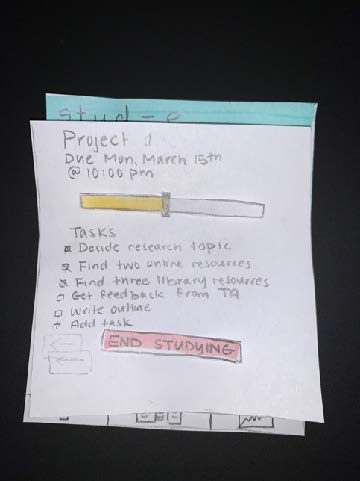 stud-e
Project 1
Due Mon, March 15th
@ 10:00 pm
Tasks
Decide research topic
Find two online resources
Find three library resources
Get feedback from TA
Write outline
+ Add task
END STUDYING